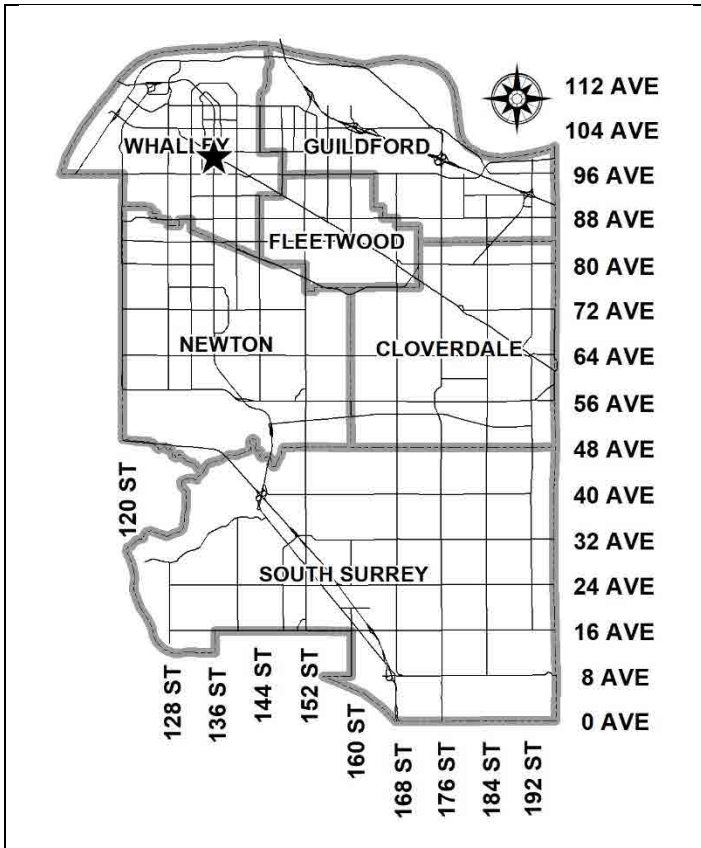 112 AVE
104 AVE
WHALLEY
GUILDFORD
96 AVE
88 AVE
FLEETWOOD
80 AVE
72 AVE
NEWTON
CLOVERDALE
64 AVE
56 AVE
48 AVE
120 ST
40 AVE
32 AVE
SOUTH SURREY
24 AVE
16 AVE
128 ST
136 ST
144 ST
152 ST
160 ST
8 AVE
0 AVE
168 ST
176 ST
184 ST
192 ST